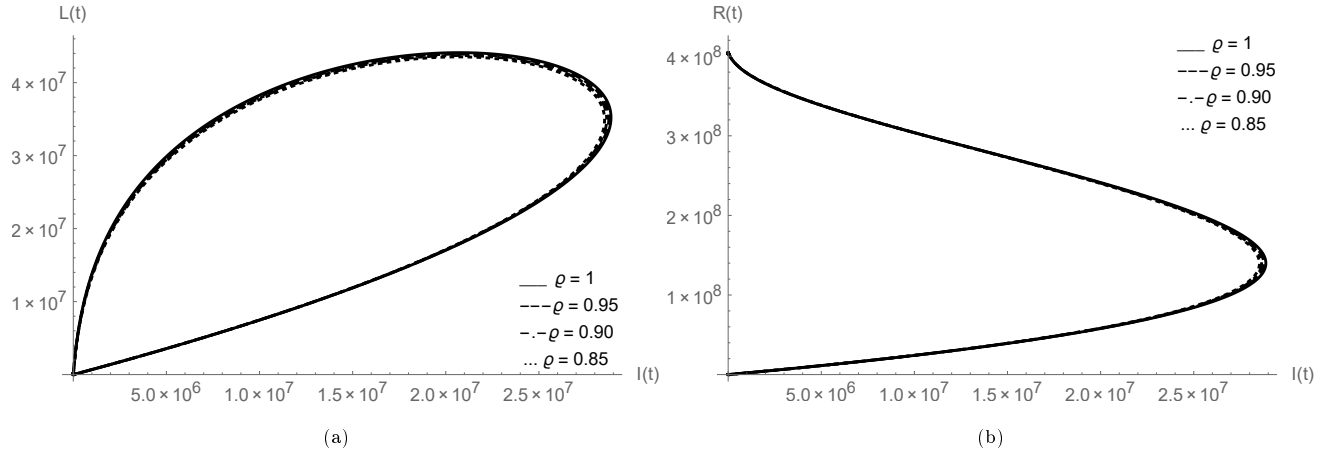 L(t)
4×10⁷
3×10⁷
2×10⁷
1×10⁷
5.0×10⁶ 1.0×10⁷ 1.5×10⁷ 2.0×10⁷ 2.5×10⁷
I(t)
___ ϱ = 1
---ϱ = 0.95
-.-ϱ = 0.90
... ϱ = 0.85
(a)
R(t)
4×10⁸
3×10⁸
2×10⁸
1×10⁸
5.0×10⁶ 1.0×10⁷ 1.5×10⁷ 2.0×10⁷ 2.5×10⁷
I(t)
___ ϱ = 1
---ϱ = 0.95
-.-ϱ = 0.90
... ϱ = 0.85
(b)